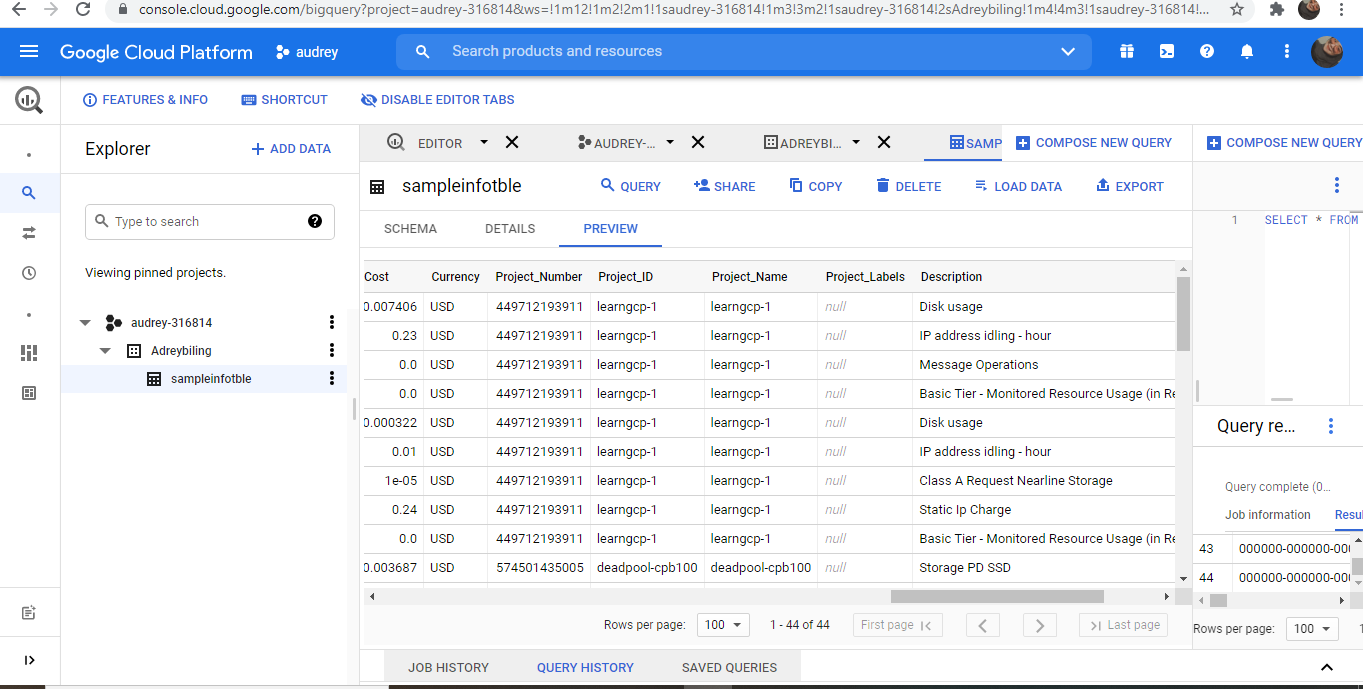 console.cloud.google.com/bigquery?project=audrey-316814&ws=!1m12!1m2!2m1!1saudrey-316814!1m3!3m2!1saudrey-316814!2sAdreybiling!1m4!4m3!1saudrey-316814!...
Google Cloud Platform audrey Search products and resources
FEATURES & INFO SHORTCUT DISABLE EDITOR TABS
Explorer + ADD DATA
Type to search
Viewing pinned projects.
audrey-316814
Adreybiling
sampleinfotble
EDITOR AUDREY-... ADREYBI... SAMP COMPOSE NEW QUERY COMPOSE NEW QUERY
sampleinfotble QUERY SHARE COPY DELETE LOAD DATA EXPORT
SCHEMA DETAILS PREVIEW
Cost Currency Project_Number Project_ID Project_Name Project_Labels Description
0.007406 USD 449712193911 learngcp-1 learngcp-1 null Disk usage
0.23 USD 449712193911 learngcp-1 learngcp-1 null IP address idling - hour
0.0 USD 449712193911 learngcp-1 learngcp-1 null Message Operations
0.0 USD 449712193911 learngcp-1 learngcp-1 null Basic Tier - Monitored Resource Usage (in Re
0.000322 USD 449712193911 learngcp-1 learngcp-1 null Disk usage
0.01 USD 449712193911 learngcp-1 learngcp-1 null IP address idling - hour
1e-05 USD 449712193911 learngcp-1 learngcp-1 null Class A Request Nearline Storage
0.24 USD 449712193911 learngcp-1 learngcp-1 null Static Ip Charge
0.0 USD 449712193911 learngcp-1 learngcp-1 null Basic Tier - Monitored Resource Usage (in Re
0.003687 USD 574501435005 deadpool-cpb100 deadpool-cpb100 null Storage PD SSD
Rows per page: 100 1 - 44 of 44 First page Last page
1 SELECT * FROM
Query re...
Query complete (0...
Job information Resul
43 000000-000000-000
44 000000-000000-000
Rows per page: 100 1
JOB HISTORY QUERY HISTORY SAVED QUERIES